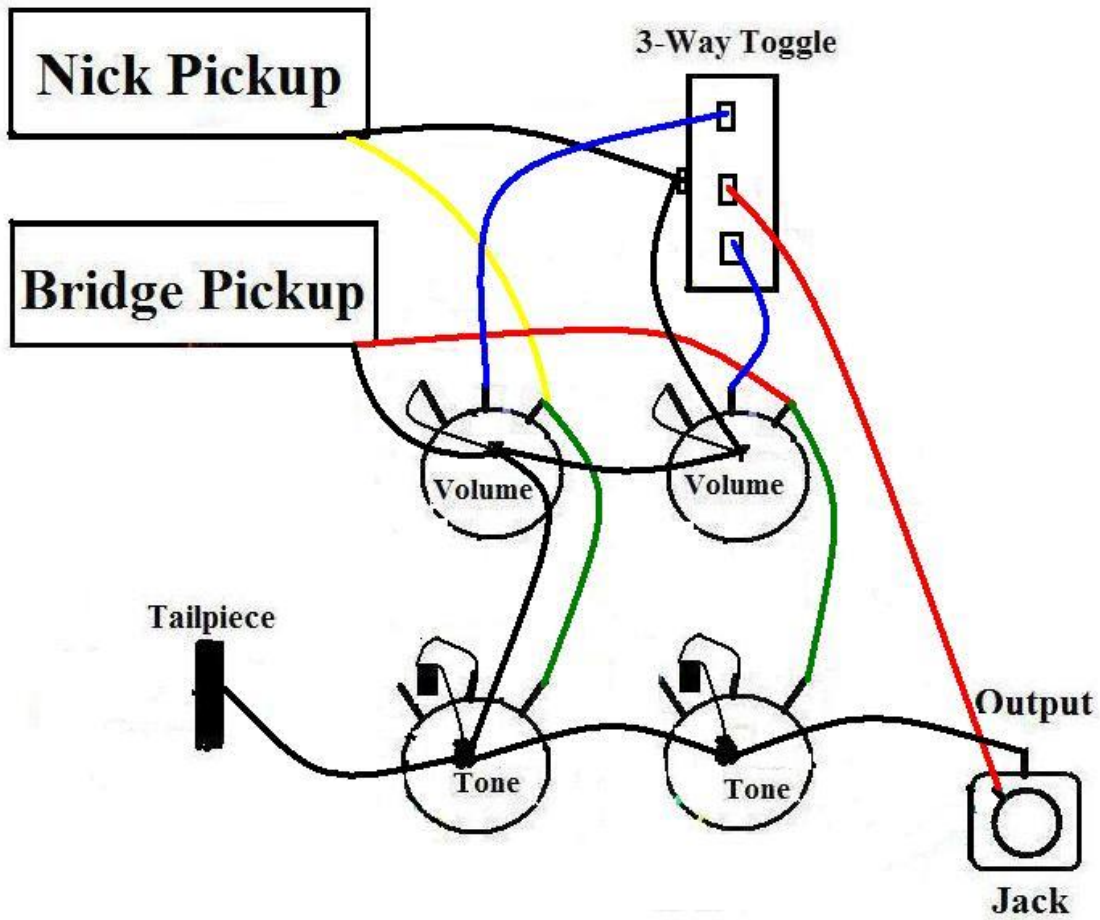 3-Way Toggle
Nick Pickup
Bridge Pickup
Volume
Volume
Tailpiece
Output
Tone
Tone
Jack